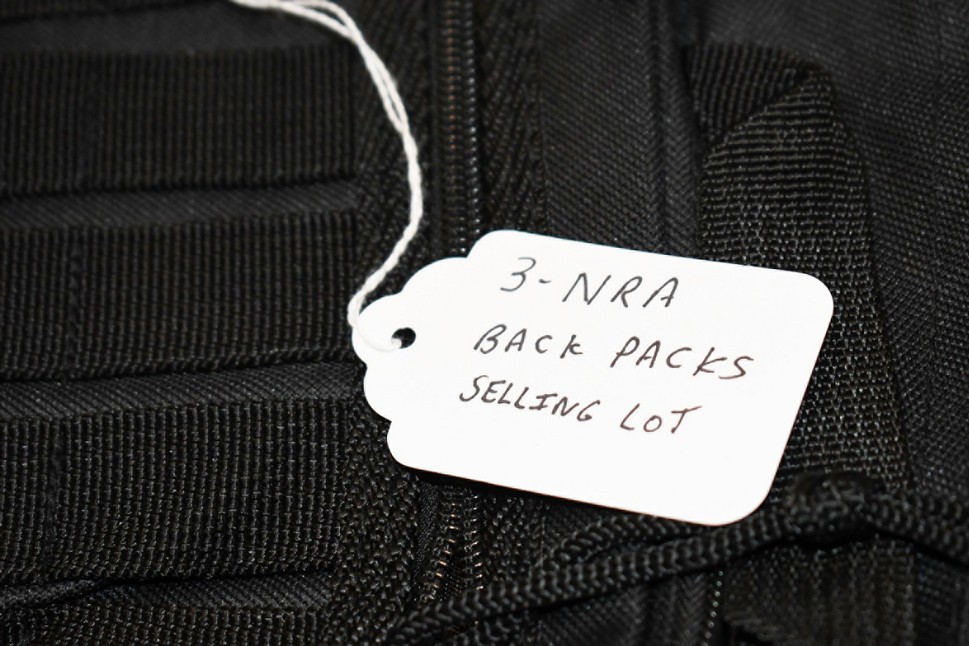 3-NRA
BACK PACKS
SELLING LOT